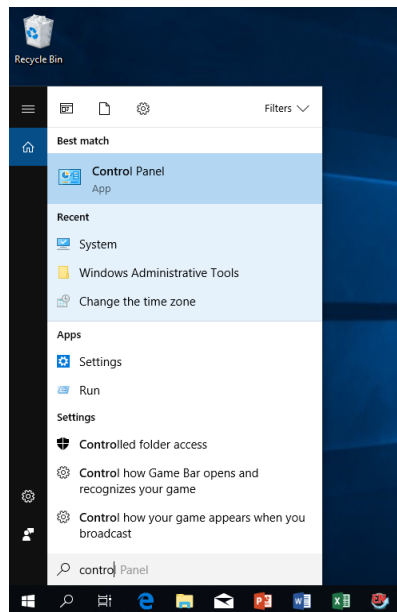 Recycle Bin
Filters
Best match
Control Panel
App
Recent
System
Windows Administrative Tools
Change the time zone
Apps
Settings
Run
Settings
Controlled folder access
Control how Game Bar opens and
recognizes your game
Control how your game appears when you
broadcast
control Panel